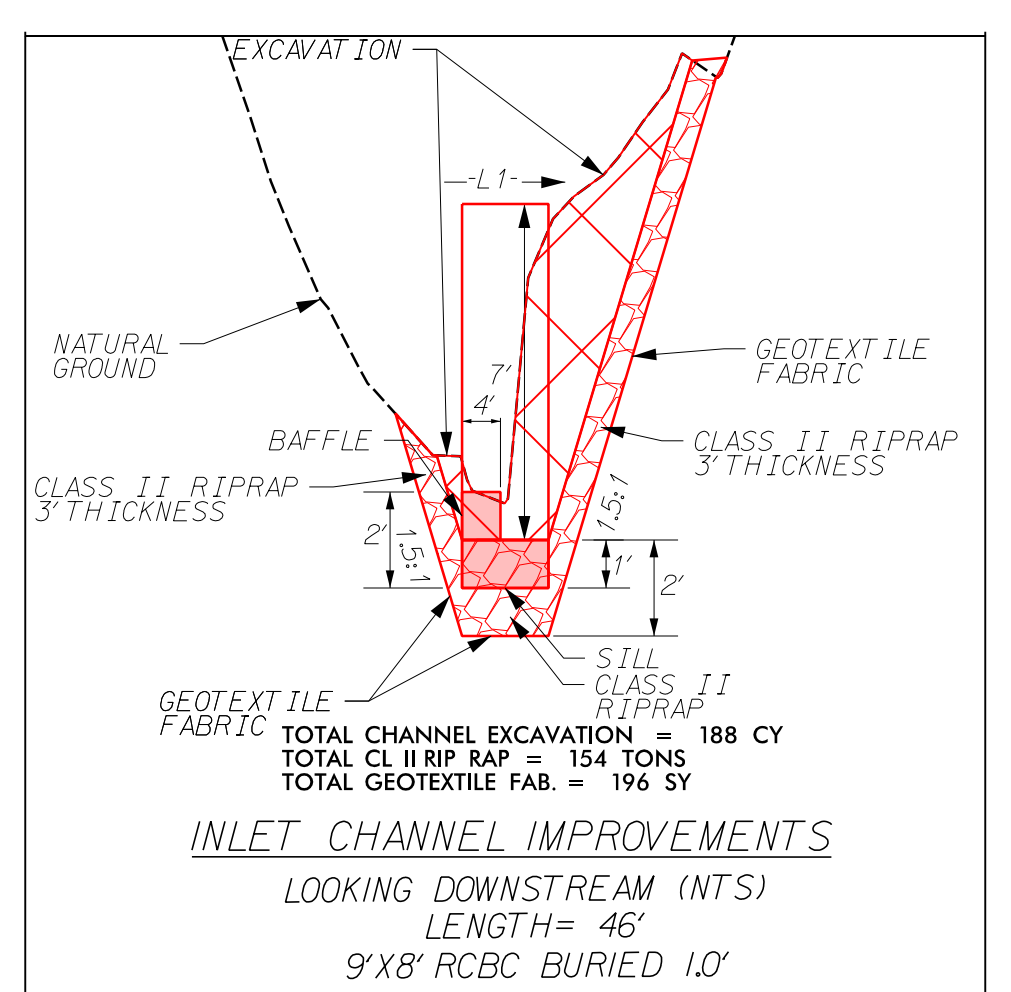 EXCAVATION
-L1-
NATURAL
GROUND
GEOTEXTILE
FABRIC
7'
4'
BAFFLE
CLASS II RIPRAP
3' THICKNESS
CLASS II RIPRAP
3' THICKNESS
2'
1.5:1
1.5:1
1'
2'
SILL
CLASS II
RIPRAP
GEOTEXTILE
FABRIC
TOTAL CHANNEL EXCAVATION = 188 CY
TOTAL CL II RIP RAP = 154 TONS
TOTAL GEOTEXTILE FAB. = 196 SY
INLET CHANNEL IMPROVEMENTS
LOOKING DOWNSTREAM (NTS)
LENGTH= 46'
9'X8' RCBC BURIED 1.0'